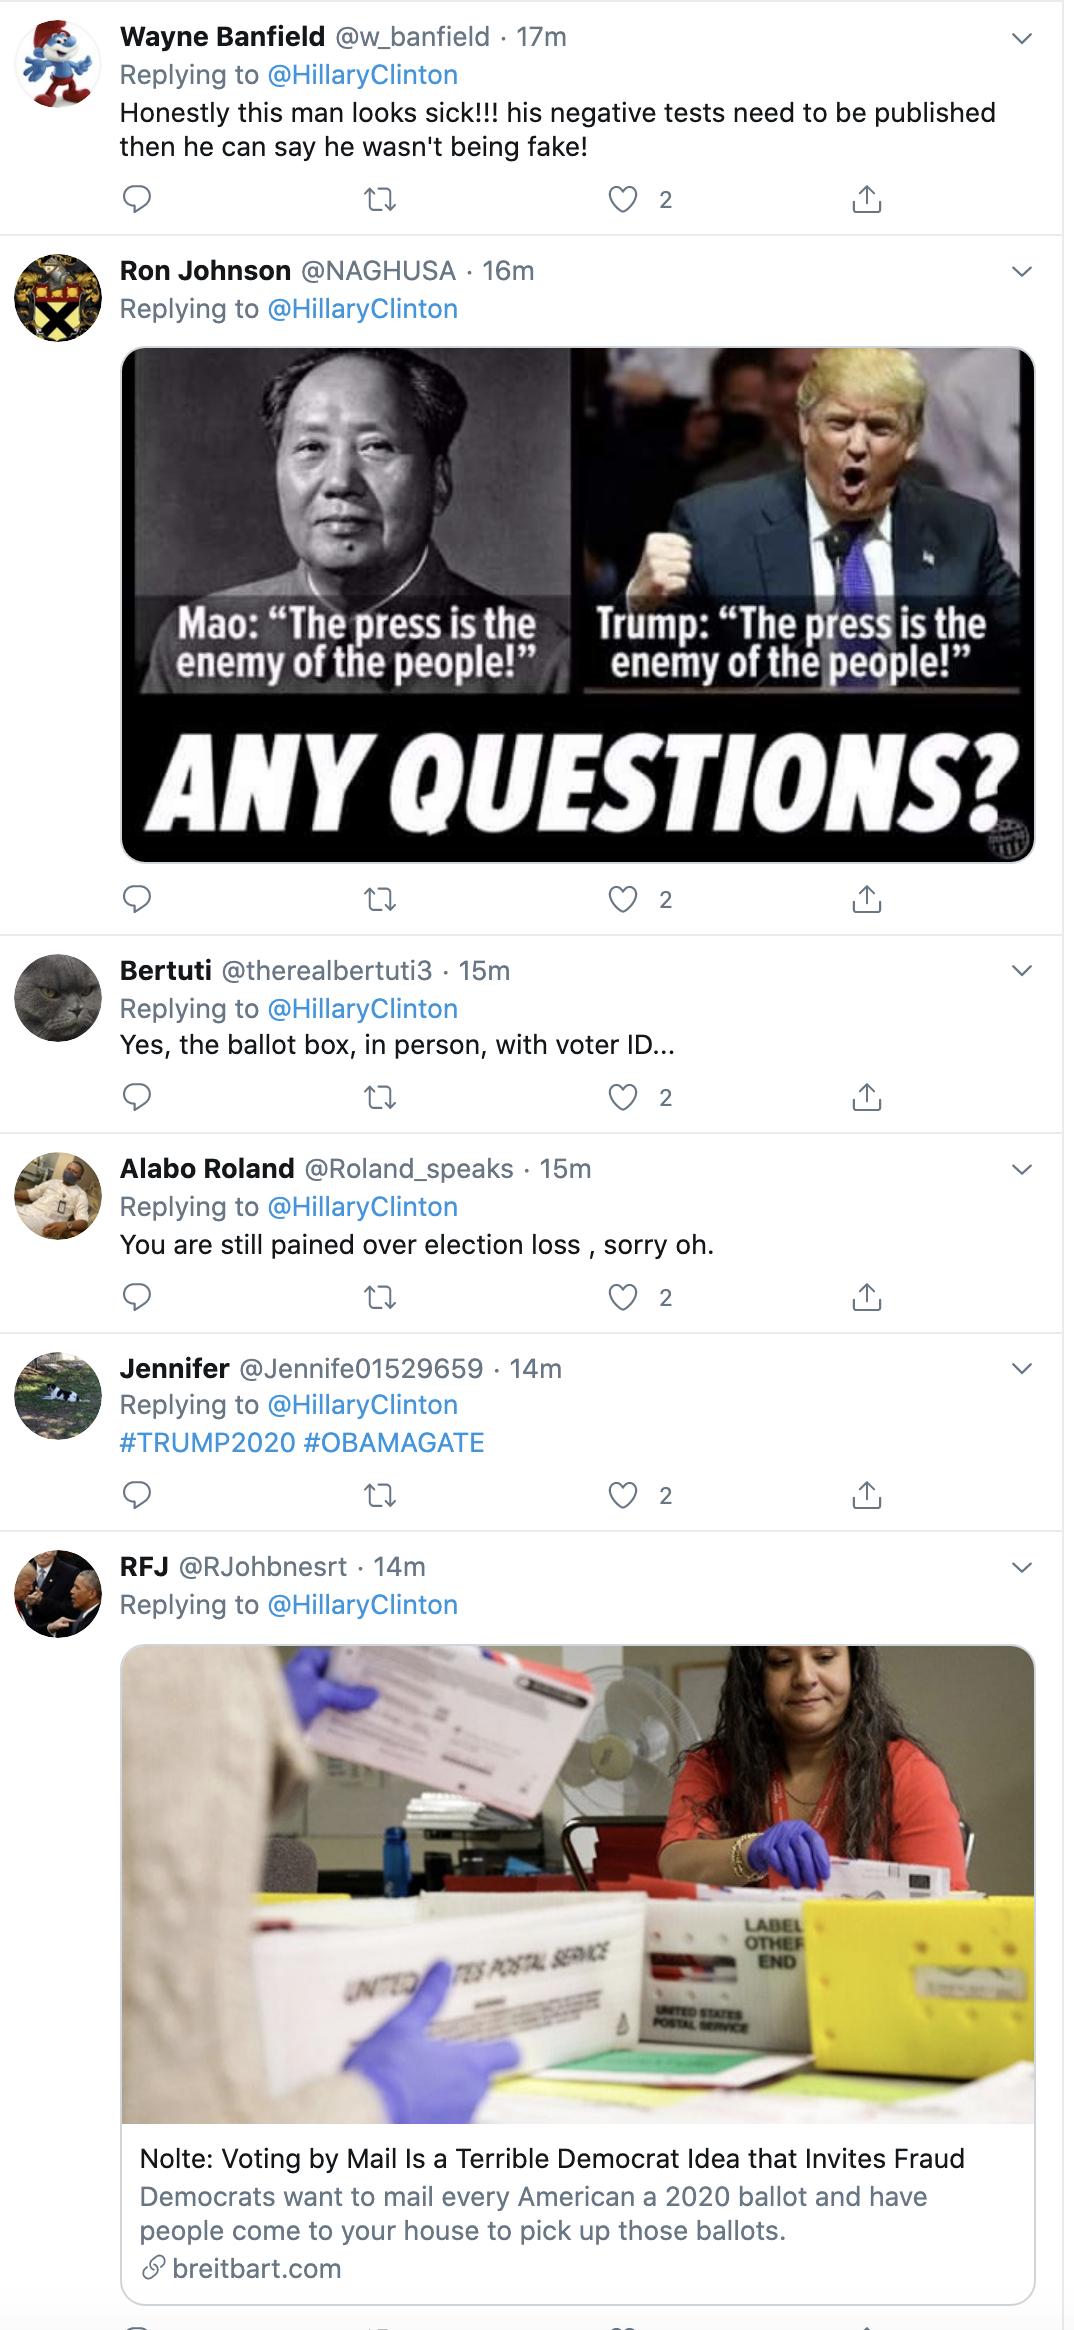 Wayne Banfield @w_banfield · 17m
Replying to @HillaryClinton
Honestly this man looks sick!!! his negative tests need to be published
then he can say he wasn't being fake!
2
Ron Johnson @NAGHUSA · 16m
Replying to @HillaryClinton
Mao: “The press is the
enemy of the people!”
Trump: “The press is the
enemy of the people!”
ANY QUESTIONS?
2
Bertuti @therealbertuti3 · 15m
Replying to @HillaryClinton
Yes, the ballot box, in person, with voter ID...
2
Alabo Roland @Roland_speaks · 15m
Replying to @HillaryClinton
You are still pained over election loss , sorry oh.
2
Jennifer @Jennife01529659 · 14m
Replying to @HillaryClinton
#TRUMP2020 #OBAMAGATE
2
RFJ @RJohbnesrt · 14m
Replying to @HillaryClinton
UNITED STATES POSTAL SERVICE
LABEL
OTHER
END
UNITED STATES
POSTAL SERVICE
Nolte: Voting by Mail Is a Terrible Democrat Idea that Invites Fraud
Democrats want to mail every American a 2020 ballot and have
people come to your house to pick up those ballots.
breitbart.com